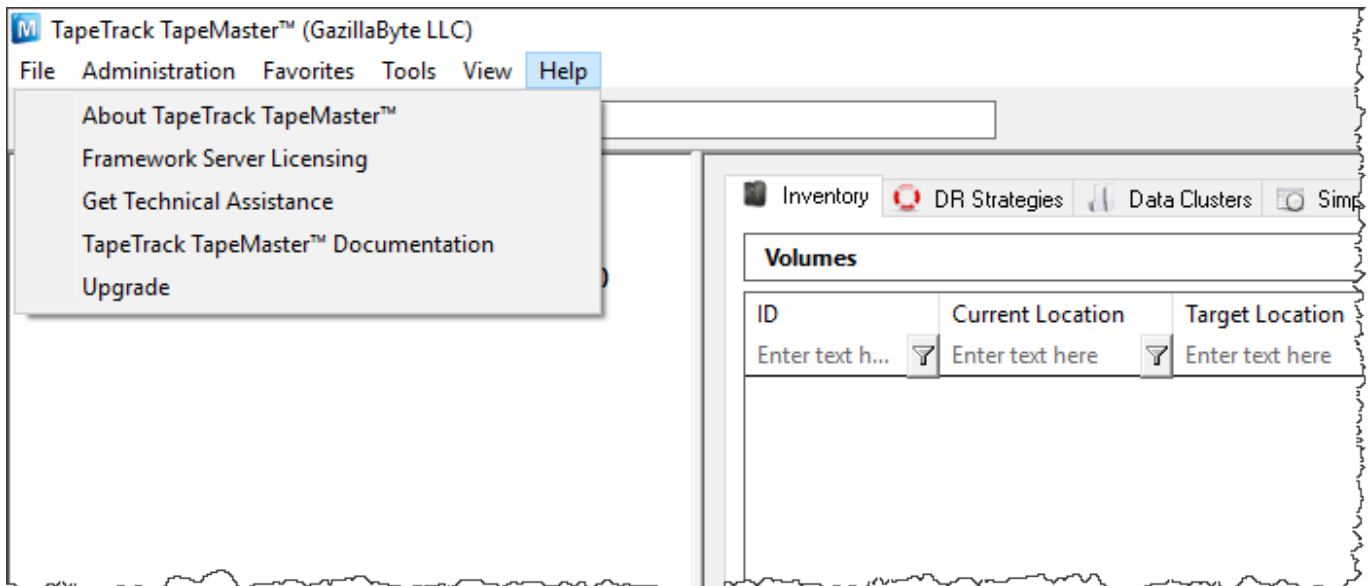 M TapeTrack TapeMaster™ (GazillaByte LLC)
File Administration Favorites Tools View Help
About TapeTrack TapeMaster™
Framework Server Licensing
Get Technical Assistance
TapeTrack TapeMaster™ Documentation
Upgrade
)
Inventory DR Strategies Data Clusters
Volumes
ID Current Location Target Location
Enter text h... Enter text here Enter text here